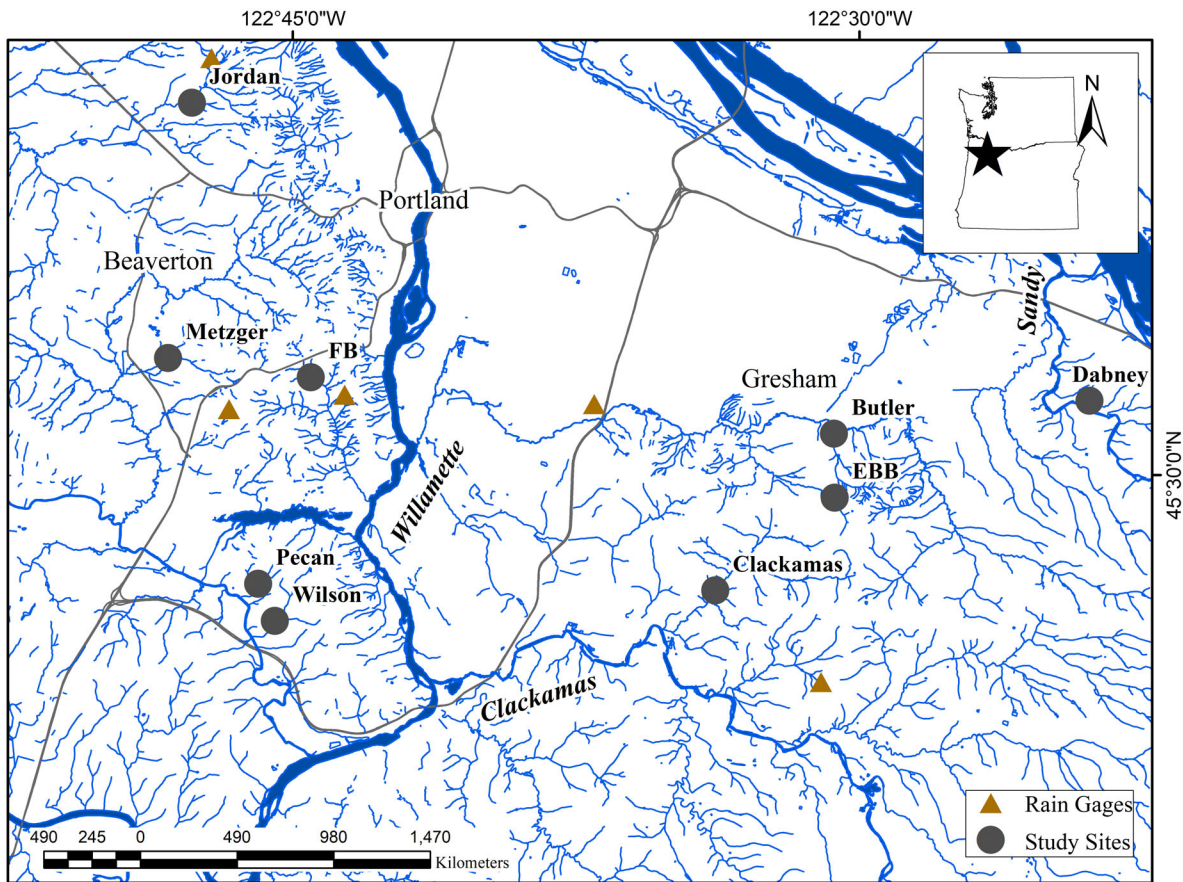 122°45'0"W
122°30'0"W
Jordan
N
Portland
Beaverton
Sandy
Metzger
FB
Gresham
Dabney
Butler
45°30'0"N
EBB
Willamette
Pecan
Clackamas
Wilson
Clackamas
490 245 0 490 980 1,470
Kilometers
Rain Gages
Study Sites